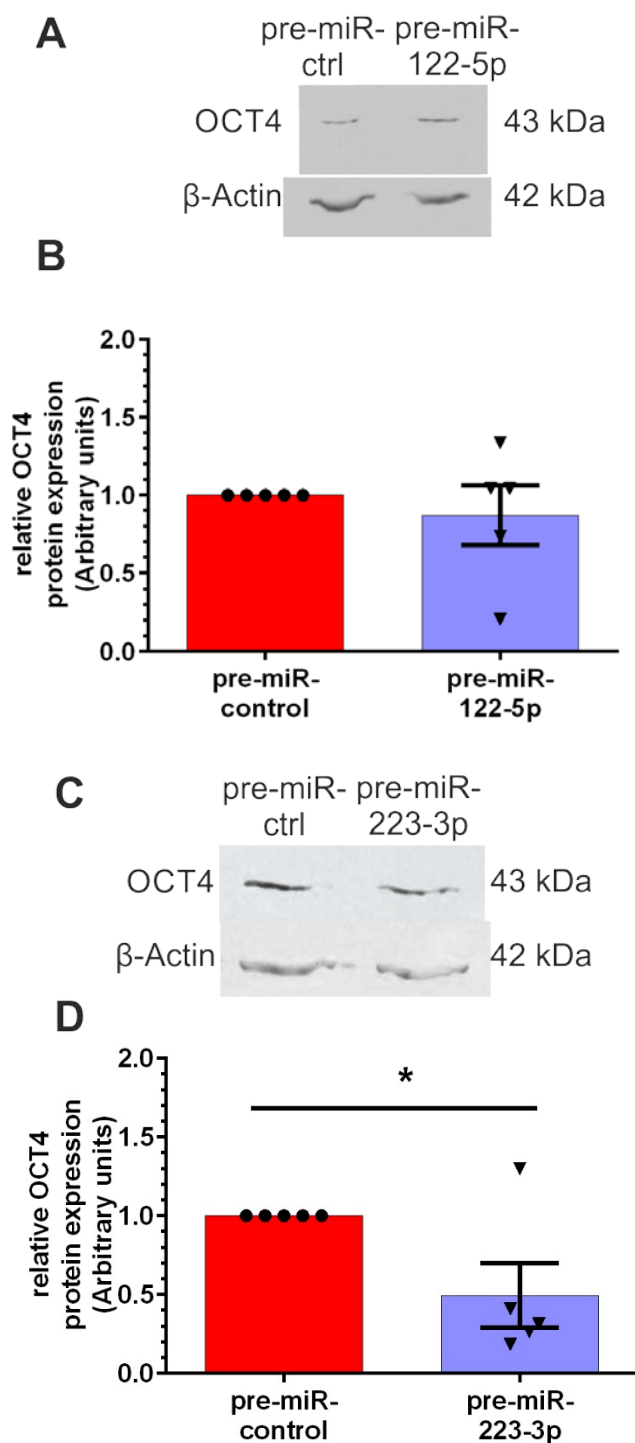 A
pre-miR- pre-miR-
ctrl 122-5p
OCT4 43 kDa
β-Actin 42 kDa
B
relative OCT4
protein expression
(Arbitrary units)
2.0
1.5
1.0
0.5
0.0
pre-miR- pre-miR-
control 122-5p
C
pre-miR- pre-miR-
ctrl 223-3p
OCT4 43 kDa
β-Actin 42 kDa
D
relative OCT4
protein expression
(Arbitrary units)
2.0
1.5
1.0
0.5
0.0
*
pre-miR- pre-miR-
control 223-3p